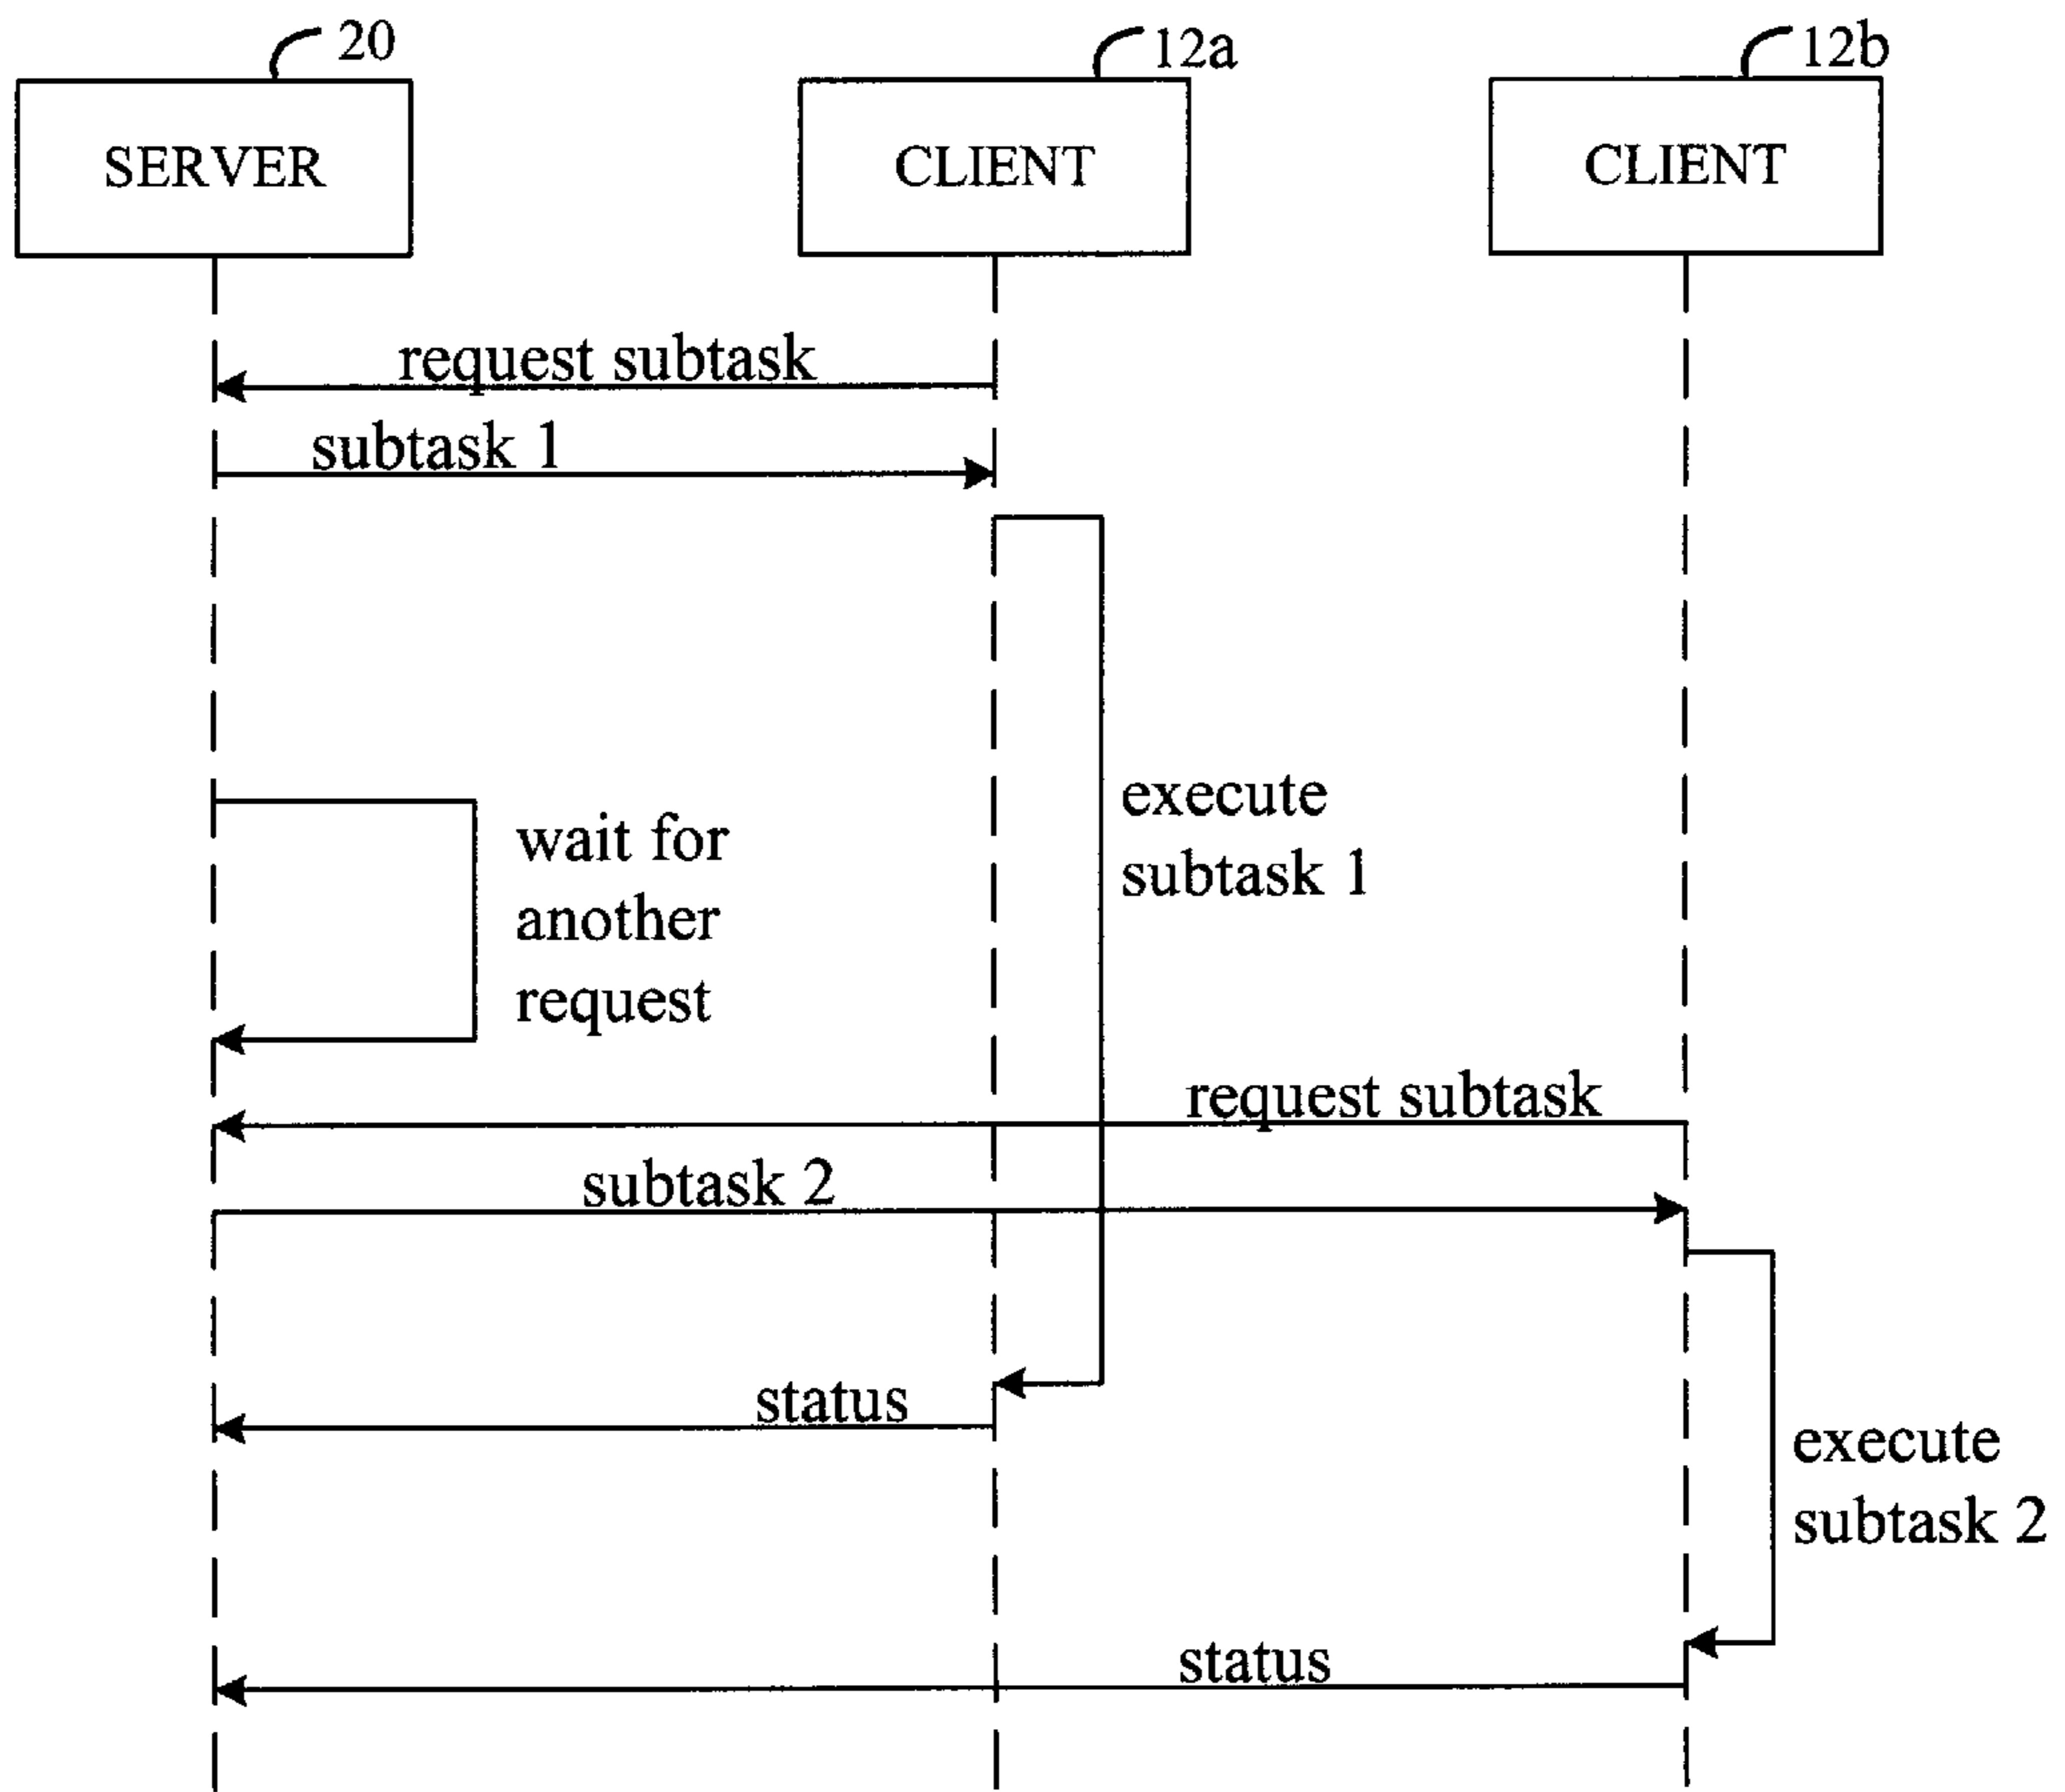 20
12a
12b
SERVER
CLIENT
CLIENT
request subtask
subtask 1
execute
subtask 1
wait for
another
request
request subtask
subtask 2
status
execute
subtask 2
status